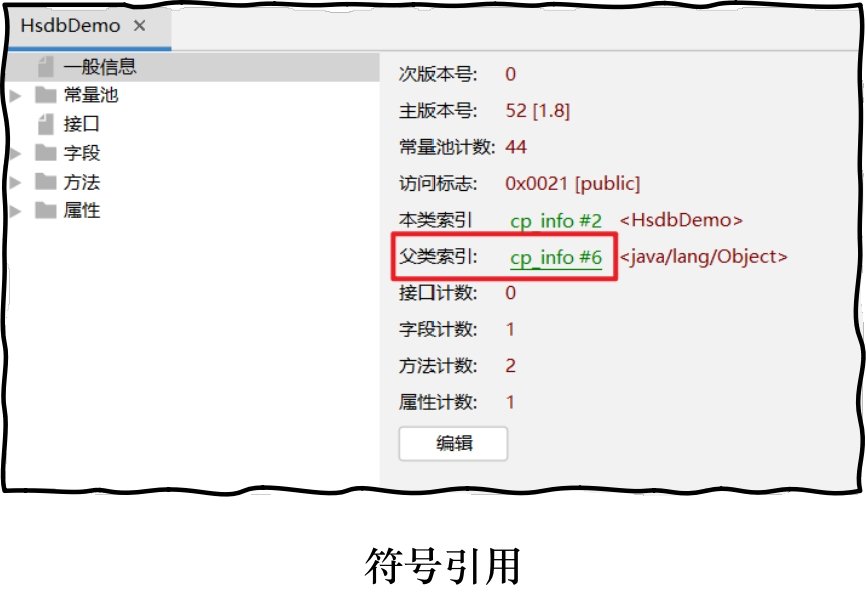 HsdbDemo ×
一般信息
常量池
接口
字段
方法
属性
次版本号: 0
主版本号: 52 [1.8]
常量池计数: 44
访问标志: 0x0021 [public]
本类索引 cp_info #2 <HsdbDemo>
父类索引: cp_info #6 <java/lang/Object>
接口计数: 0
字段计数: 1
方法计数: 2
属性计数: 1
编辑
符号引用